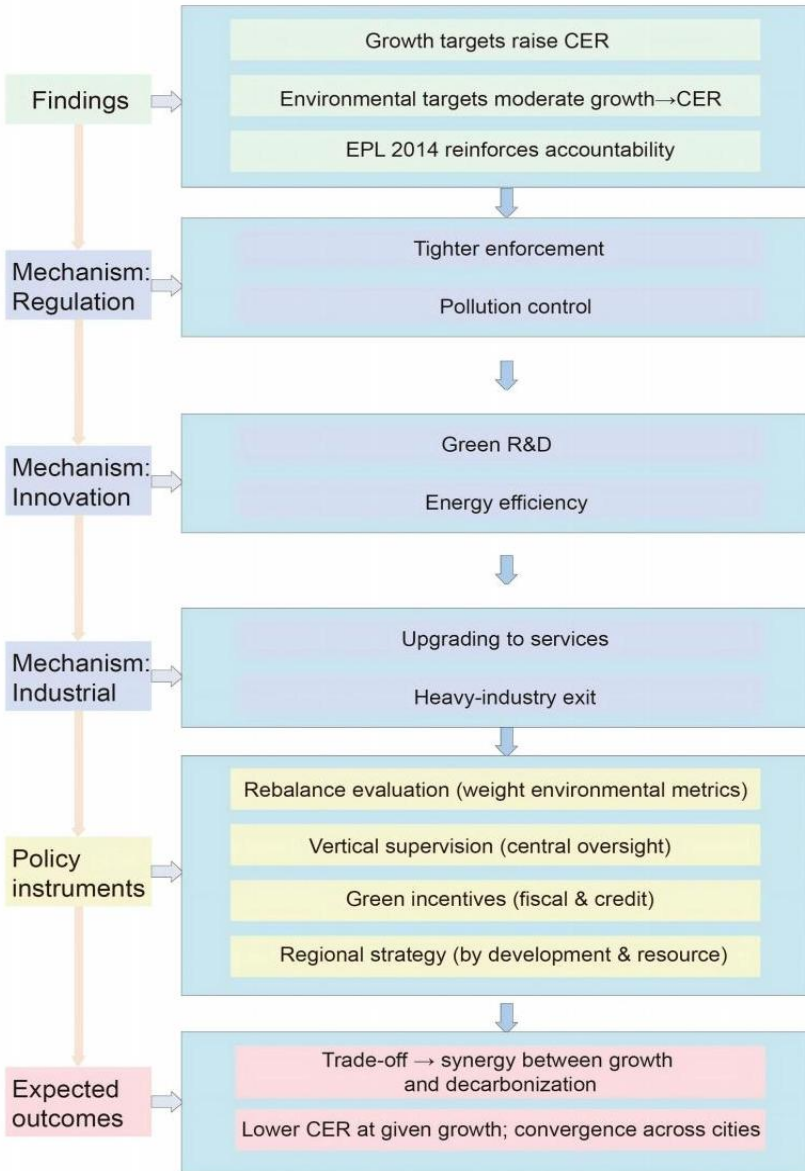 Findings
Growth targets raise CER
Environmental targets moderate growth→CER
EPL 2014 reinforces accountability
Mechanism:
Regulation
Tighter enforcement
Pollution control
Mechanism:
Innovation
Green R&D
Energy efficiency
Mechanism:
Industrial
Upgrading to services
Heavy-industry exit
Policy
instruments
Rebalance evaluation (weight environmental metrics)
Vertical supervision (central oversight)
Green incentives (fiscal & credit)
Regional strategy (by development & resource)
Expected
outcomes
Trade-off → synergy between growth
and decarbonization
Lower CER at given growth; convergence across cities